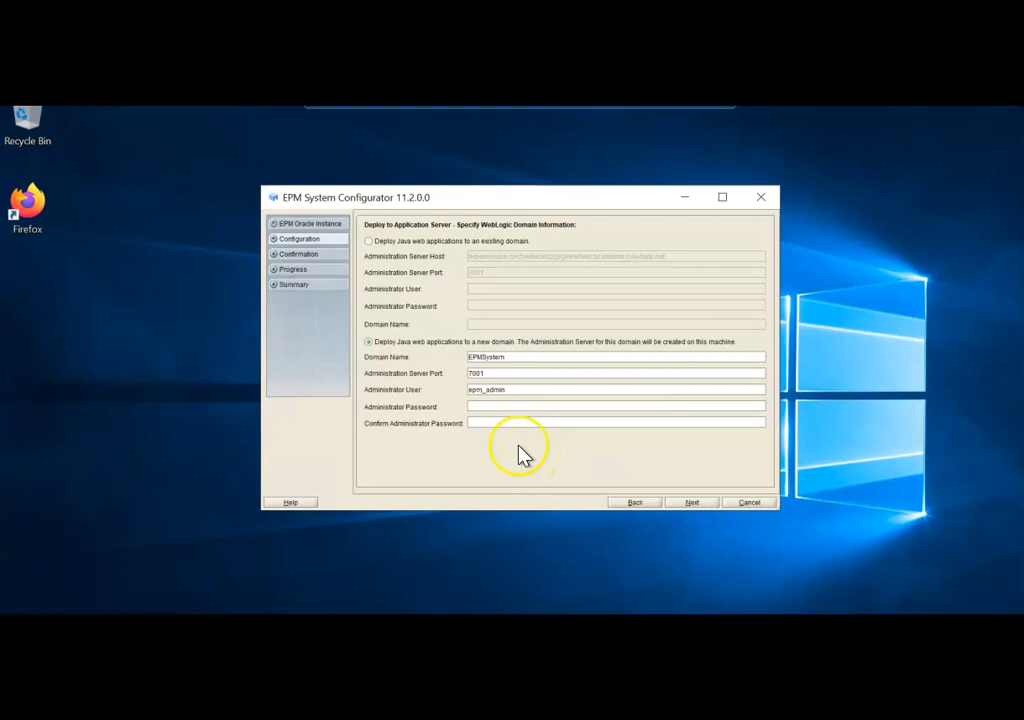 Recycle Bin
Firefox
EPM System Configurator 11.2.0.0
EPM Oracle Instance
Configuration
Confirmation
Progress
Summary
Deploy to Application Server - Specify WebLogic Domain Information:
Deploy Java web applications to an existing domain.
Administration Server Host:
Administration Server Port: 7001
Administrator User:
Administrator Password:
Domain Name:
Deploy Java web applications to a new domain. The Administration Server for this domain will be created on this machine.
Domain Name: EPMSystem
Administration Server Port: 7001
Administrator User: epm_admin
Administrator Password:
Confirm Administrator Password:
Help Back Next Cancel